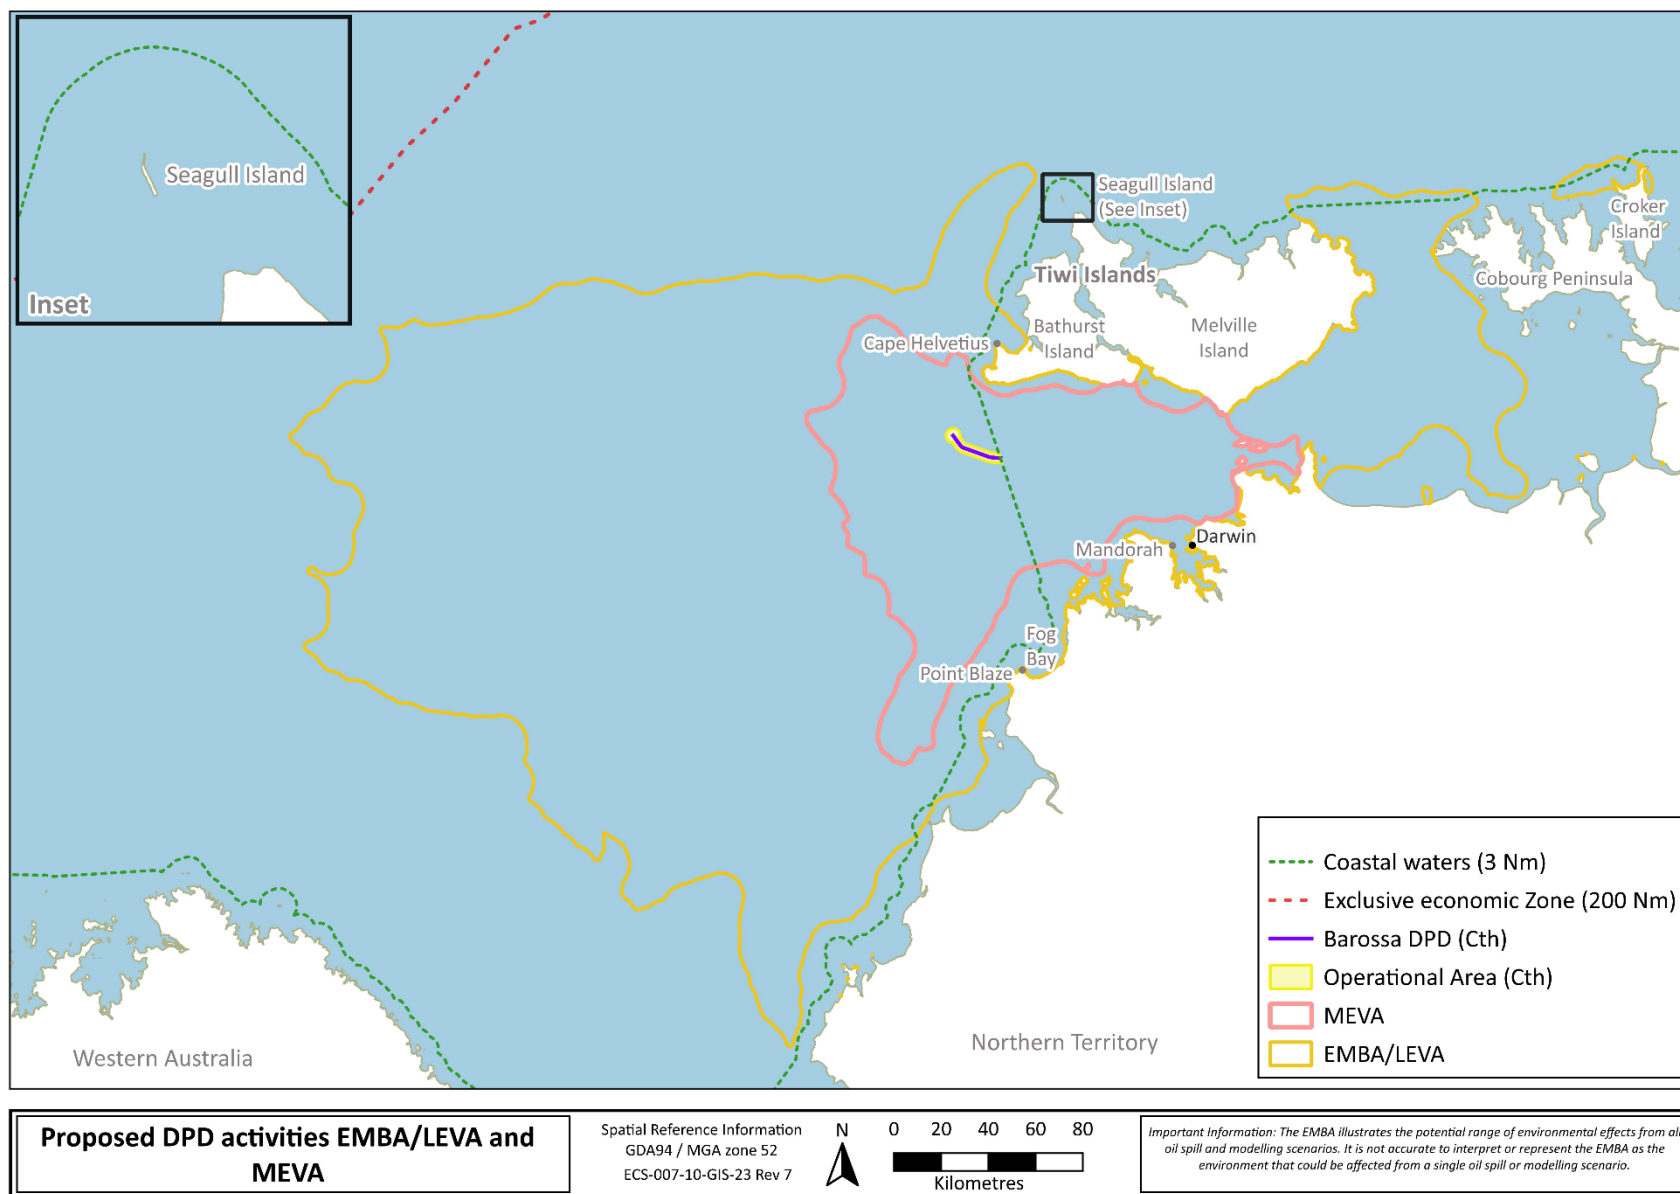 Seagull Island
Inset
Seagull Island
(See Inset)
Croker
Island
Tiwi Islands
Cobourg Peninsula
Bathurst
Island
Melville
Island
Cape Helvetius
Mandorah
Darwin
Fog
Bay
Point Blaze
Western Australia
Northern Territory
Coastal waters (3 Nm)
Exclusive economic Zone (200 Nm)
Barossa DPD (Cth)
Operational Area (Cth)
MEVA
EMBA/LEVA
Proposed DPD activities EMBA/LEVA and
MEVA
Spatial Reference Information
GDA94 / MGA zone 52
ECS-007-10-GIS-23 Rev 7
N
0 20 40 60 80
Kilometres
Important Information: The EMBA illustrates the potential range of environmental effects from all
oil spill and modelling scenarios. It is not accurate to interpret or represent the EMBA as the
environment that could be affected from a single oil spill or modelling scenario.